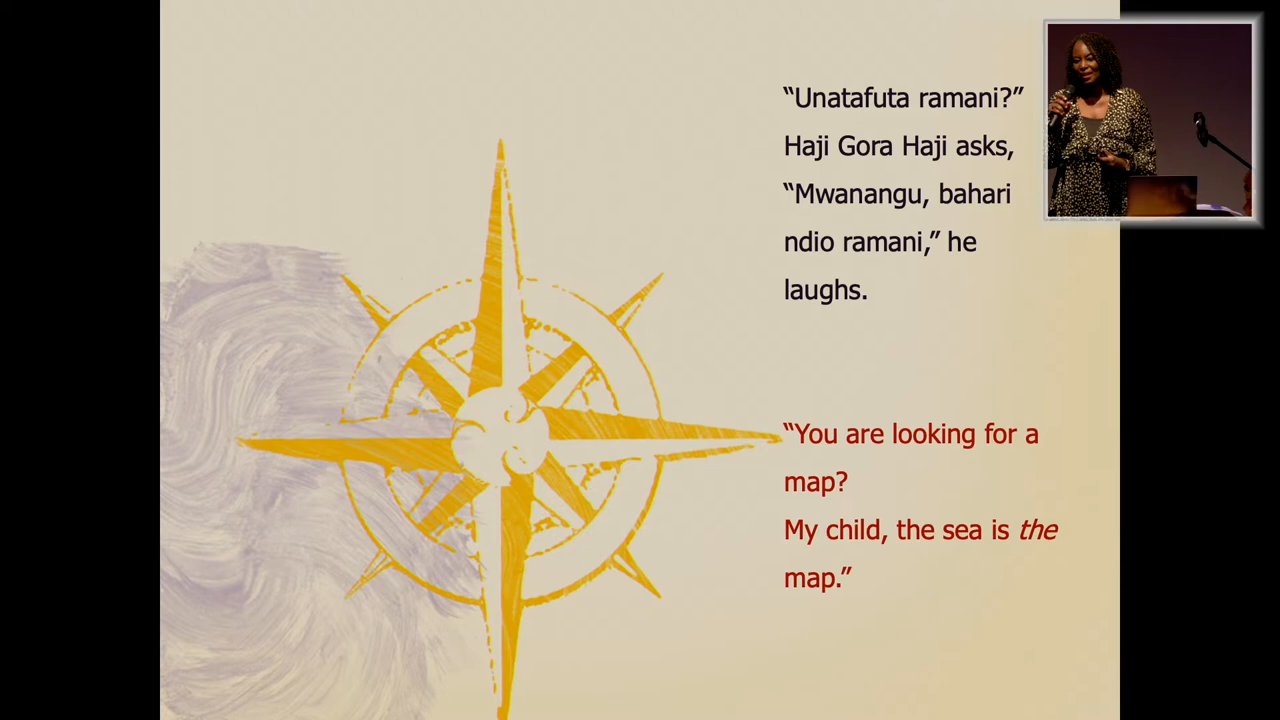 “Unatafuta ramani?”
Haji Gora Haji asks,
“Mwanangu, bahari
ndio ramani,” he
laughs.
“You are looking for a
map?
My child, the sea is the
map.”